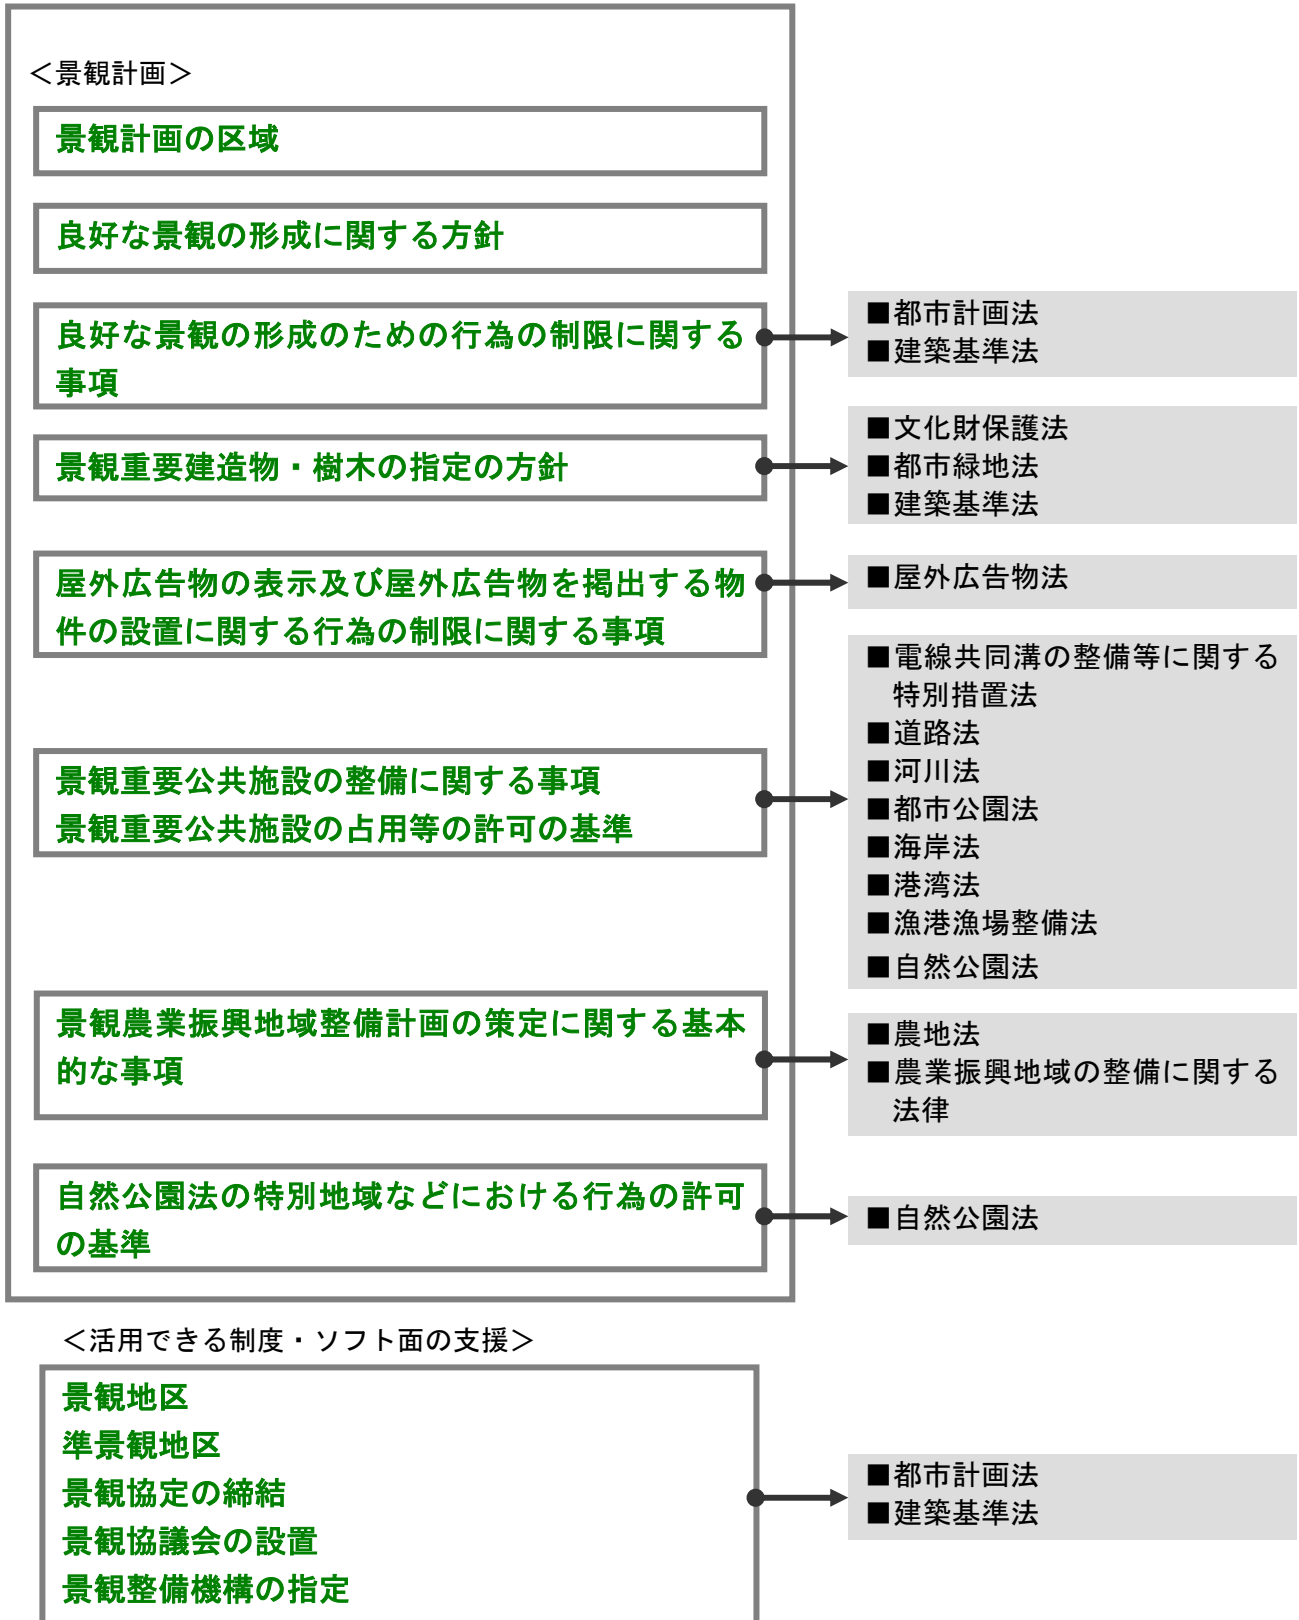 ＜景観計画＞
景観計画の区域
良好な景観の形成に関する方針
良好な景観の形成のための行為の制限に関する
事項
■都市計画法
■建築基準法
景観重要建造物・樹木の指定の方針
■文化財保護法
■都市緑地法
■建築基準法
屋外広告物の表示及び屋外広告物を掲出する物
件の設置に関する行為の制限に関する事項
■屋外広告物法
景観重要公共施設の整備に関する事項
景観重要公共施設の占用等の許可の基準
■電線共同溝の整備等に関する
特別措置法
■道路法
■河川法
■都市公園法
■海岸法
■港湾法
■漁港漁場整備法
■自然公園法
景観農業振興地域整備計画の策定に関する基本
的な事項
■農地法
■農業振興地域の整備に関する
法律
自然公園法の特別地域などにおける行為の許可
の基準
■自然公園法
＜活用できる制度・ソフト面の支援＞
景観地区
準景観地区
景観協定の締結
景観協議会の設置
景観整備機構の指定
■都市計画法
■建築基準法